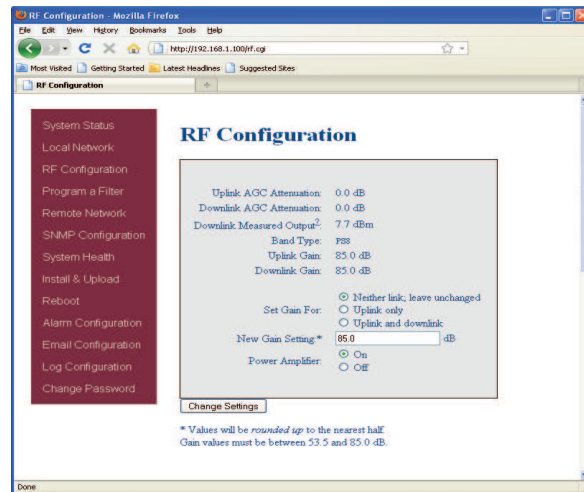 RF Configuration - Mozilla Firefox
File Edit View History Bookmarks Tools Help
http://192.168.1.100/rf.cgi
Most Visited Getting Started Latest Headlines Suggested Sites
RF Configuration
System Status
Local Network
RF Configuration
Program a Filter
Remote Network
SNMP Configuration
System Health
Install & Upload
Reboot
Alarm Configuration
Email Configuration
Log Configuration
Change Password
RF Configuration
Uplink AGC Attenuation: 0.0 dB
Downlink AGC Attenuation: 0.0 dB
Downlink Measured Output?: 7.7 dBm
Band Type: PSS
Uplink Gain: 85.0 dB
Downlink Gain: 85.0 dB
Set Gain For: Neither link; leave unchanged
Uplink only
Uplink and downlink
New Gain Setting:* 85.0 dB
Power Amplifier: On
Off
Change Settings
* Values will be rounded up to the nearest half.
Gain values must be between 53.5 and 85.0 dB.
Done